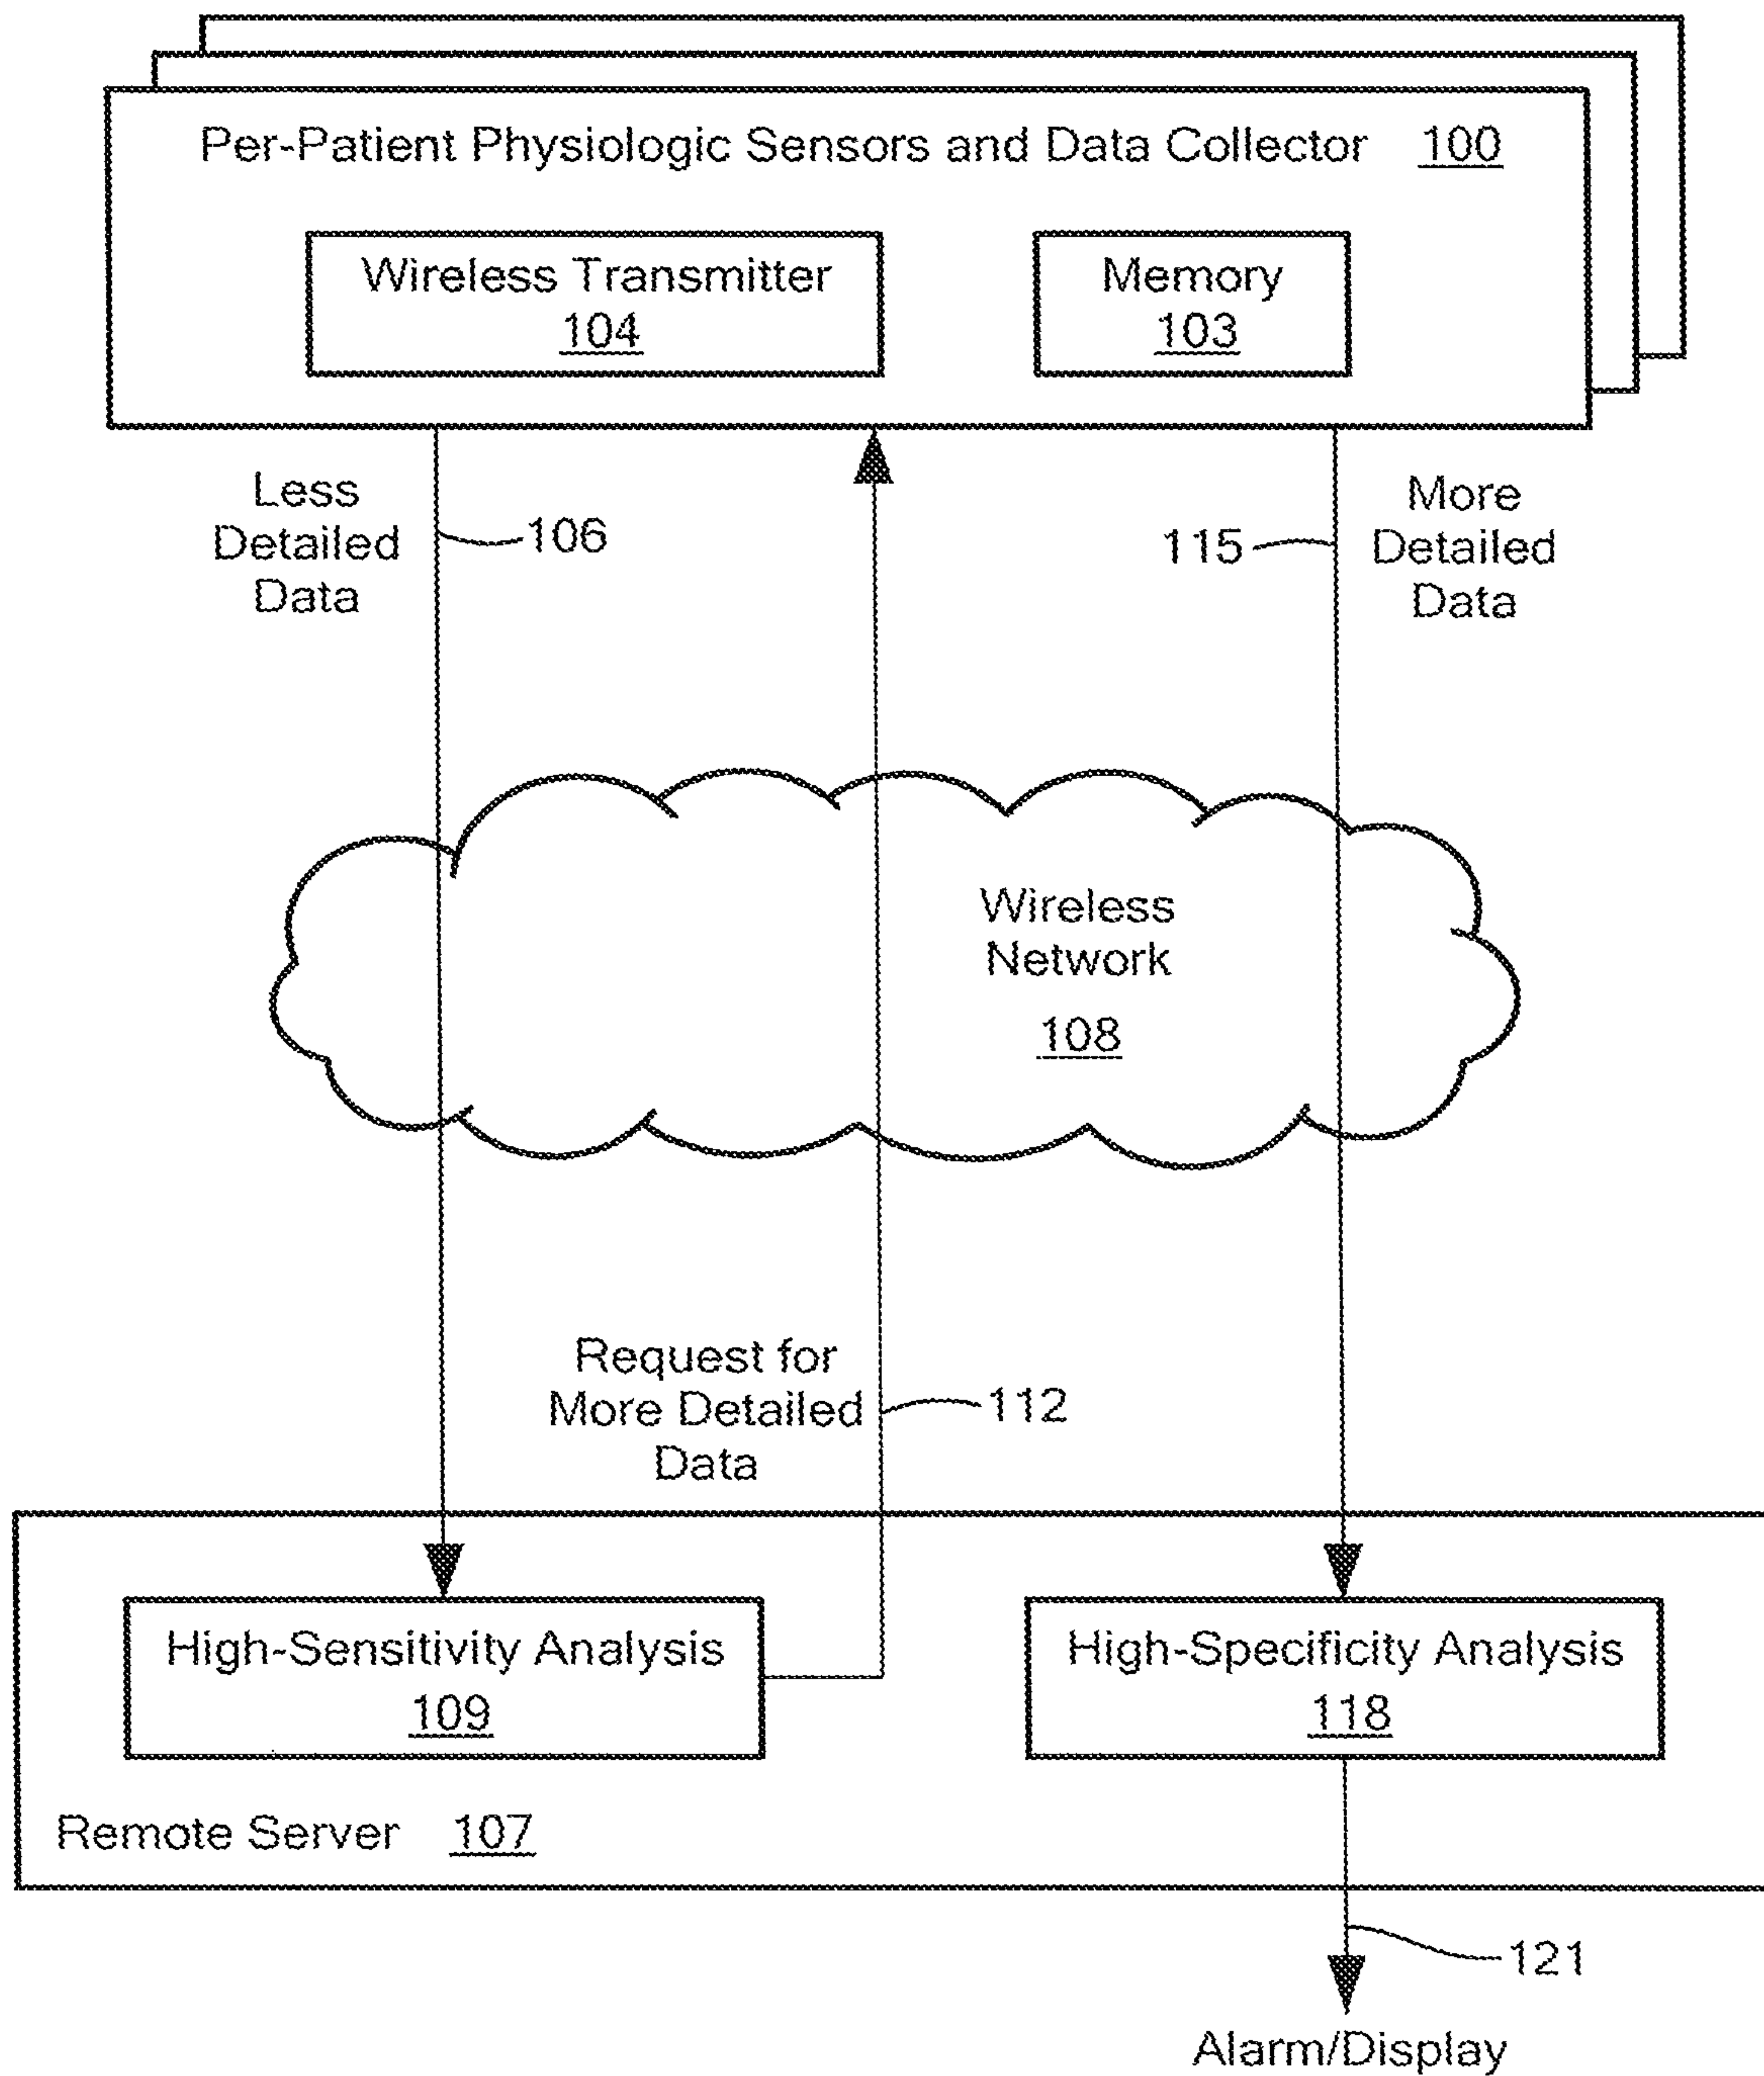 Per-Patient Physiologic Sensors and Data Collector 100
Wireless Transmitter
104
Memory
103
Less
Detailed
Data
106
115
More
Detailed
Data
Wireless
Network
108
Request for
More Detailed
Data
112
High-Sensitivity Analysis
109
High-Specificity Analysis
118
Remote Server 107
121
Alarm/Display